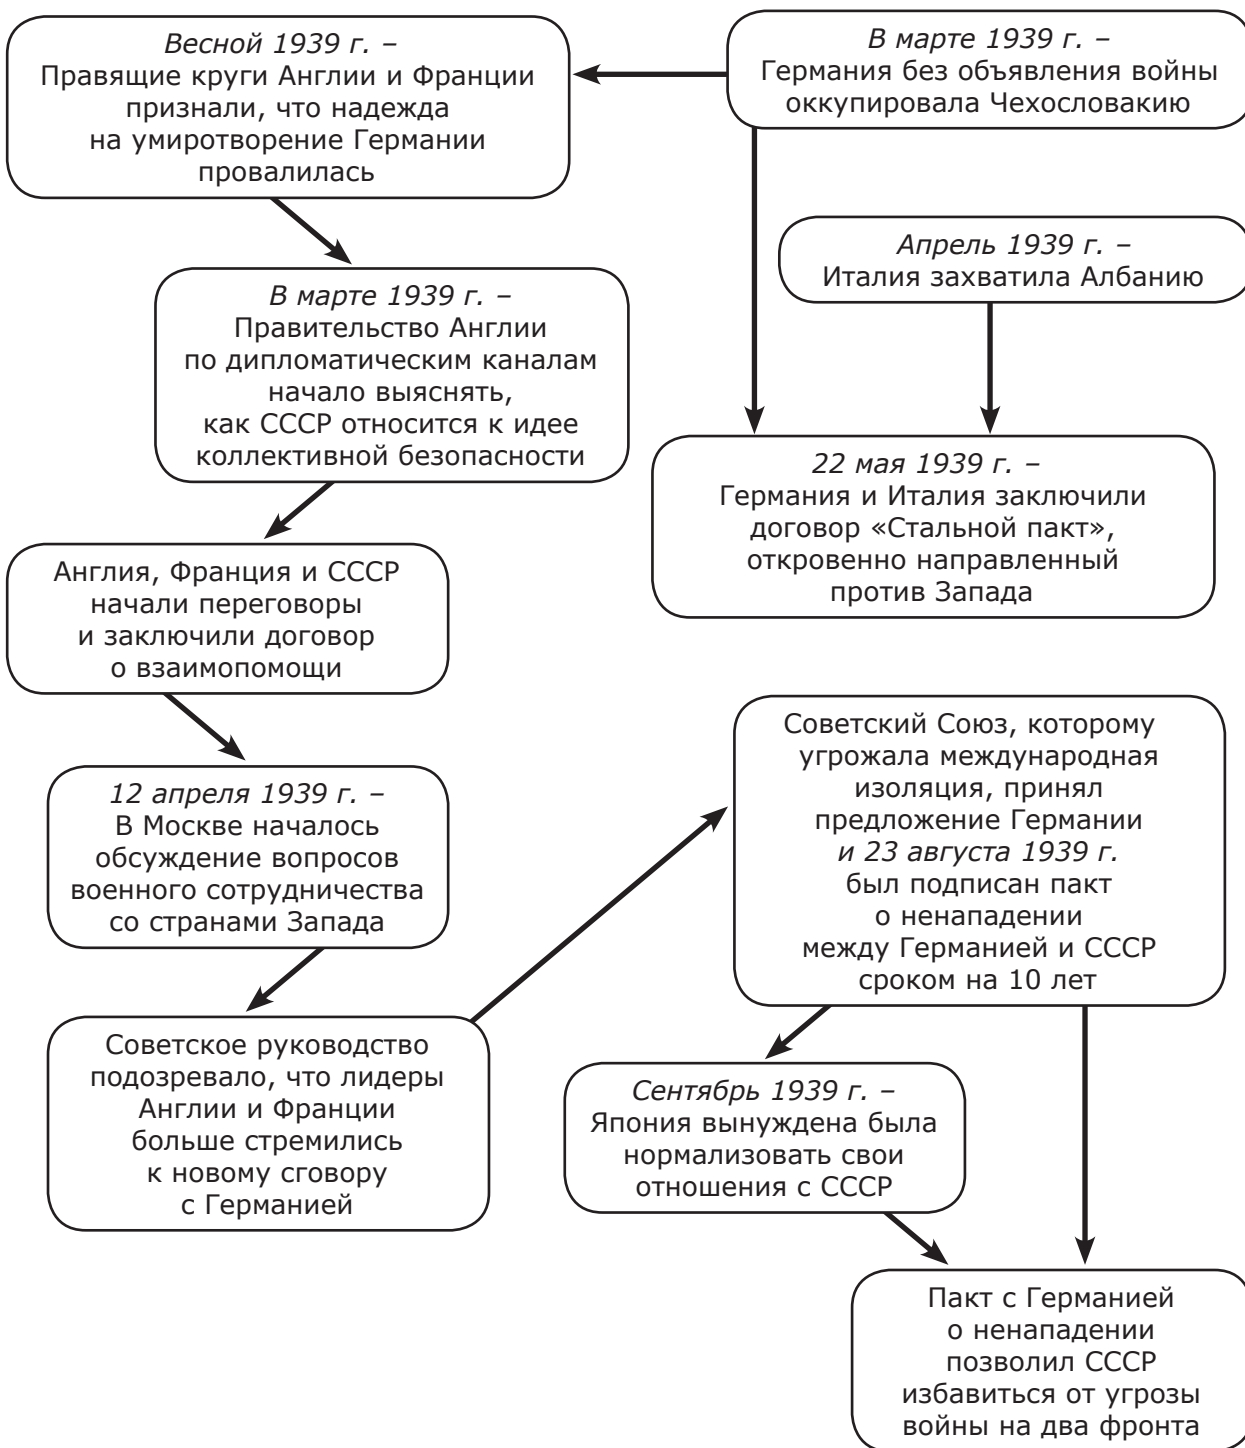 Весной 1939 г. –
Правящие круги Англии и Франции
признали, что надежда
на умиротворение Германии
провалилась
В марте 1939 г. –
Германия без объявления войны
оккупировала Чехословакию
Апрель 1939 г. –
Италия захватила Албанию
В марте 1939 г. –
Правительство Англии
по дипломатическим каналам
начало выяснять,
как СССР относится к идее
коллективной безопасности
22 мая 1939 г. –
Германия и Италия заключили
договор «Стальной пакт»,
откровенно направленный
против Запада
Англия, Франция и СССР
начали переговоры
и заключили договор
о взаимопомощи
12 апреля 1939 г. –
В Москве началось
обсуждение вопросов
военного сотрудничества
со странами Запада
Советский Союз, которому
угрожала международная
изоляция, принял
предложение Германии
и 23 августа 1939 г.
был подписан пакт
о ненападении
между Германией и СССР
сроком на 10 лет
Советское руководство
подозревало, что лидеры
Англии и Франции
больше стремились
к новому сговору
с Германией
Сентябрь 1939 г. –
Япония вынуждена была
нормализовать свои
отношения с СССР
Пакт с Германией
о ненападении
позволил СССР
избавиться от угрозы
войны на два фронта